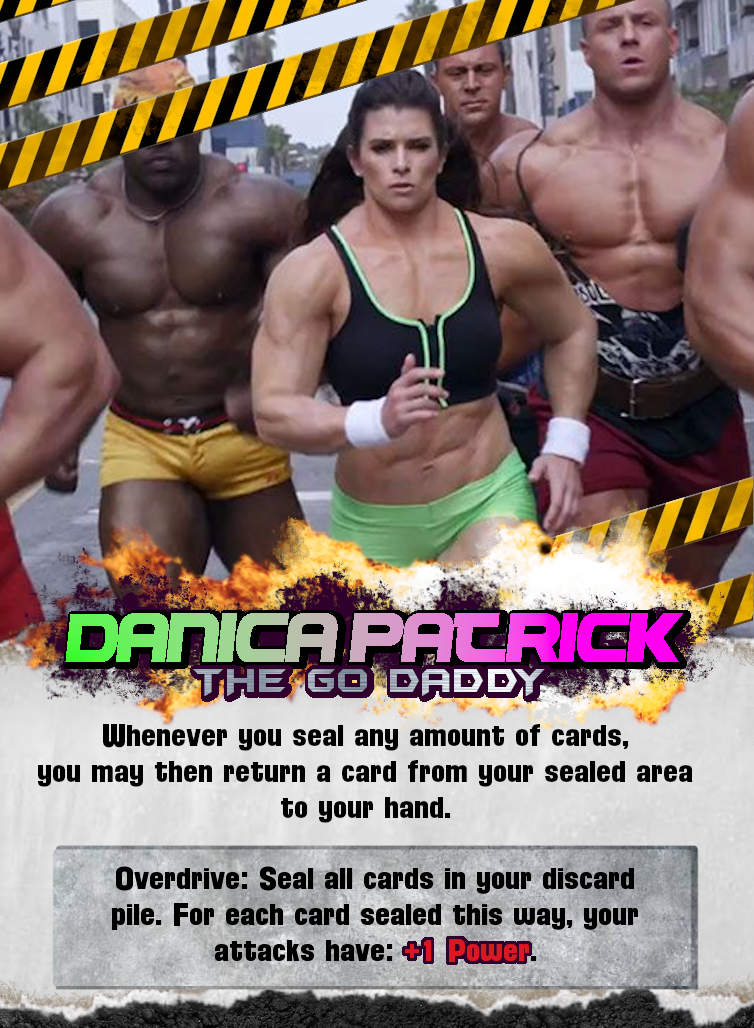 DANICA PATRICK
THE GO DADDY
Whenever you seal any amount of cards,
you may then return a card from your sealed area
to your hand.
Overdrive: Seal all cards in your discard
pile. For each card sealed this way, your
attacks have: +1 Power.